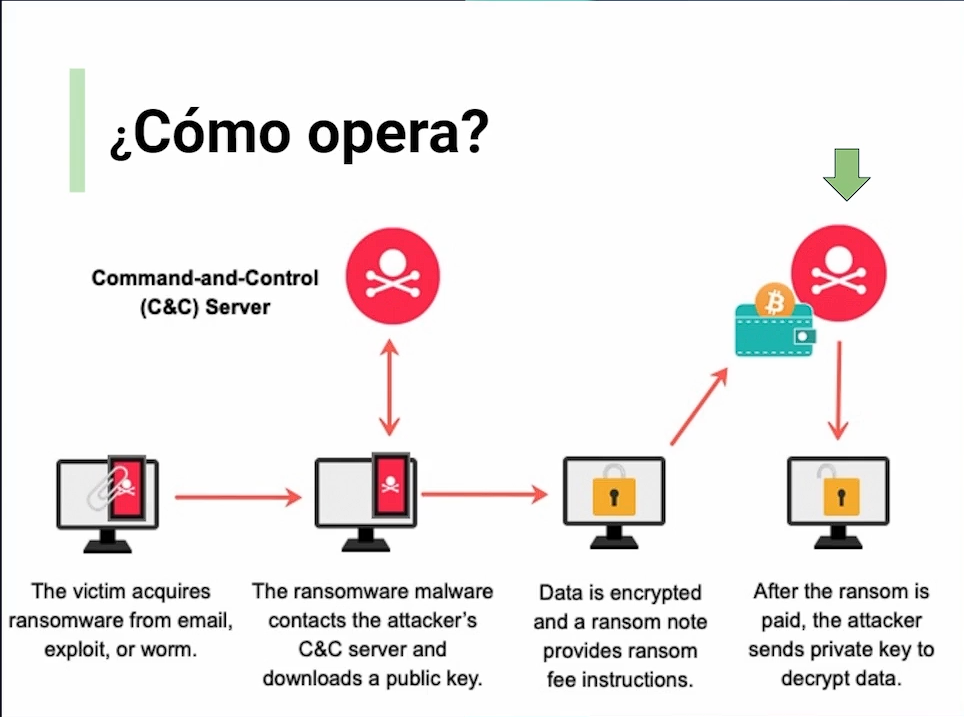 ¿Cómo opera?
Command-and-Control
(C&C) Server
The victim acquires
ransomware from email,
exploit, or worm.
The ransomware malware
contacts the attacker's
C&C server and
downloads a public key.
Data is encrypted
and a ransom note
provides ransom
fee instructions.
After the ransom is
paid, the attacker
sends private key to
decrypt data.